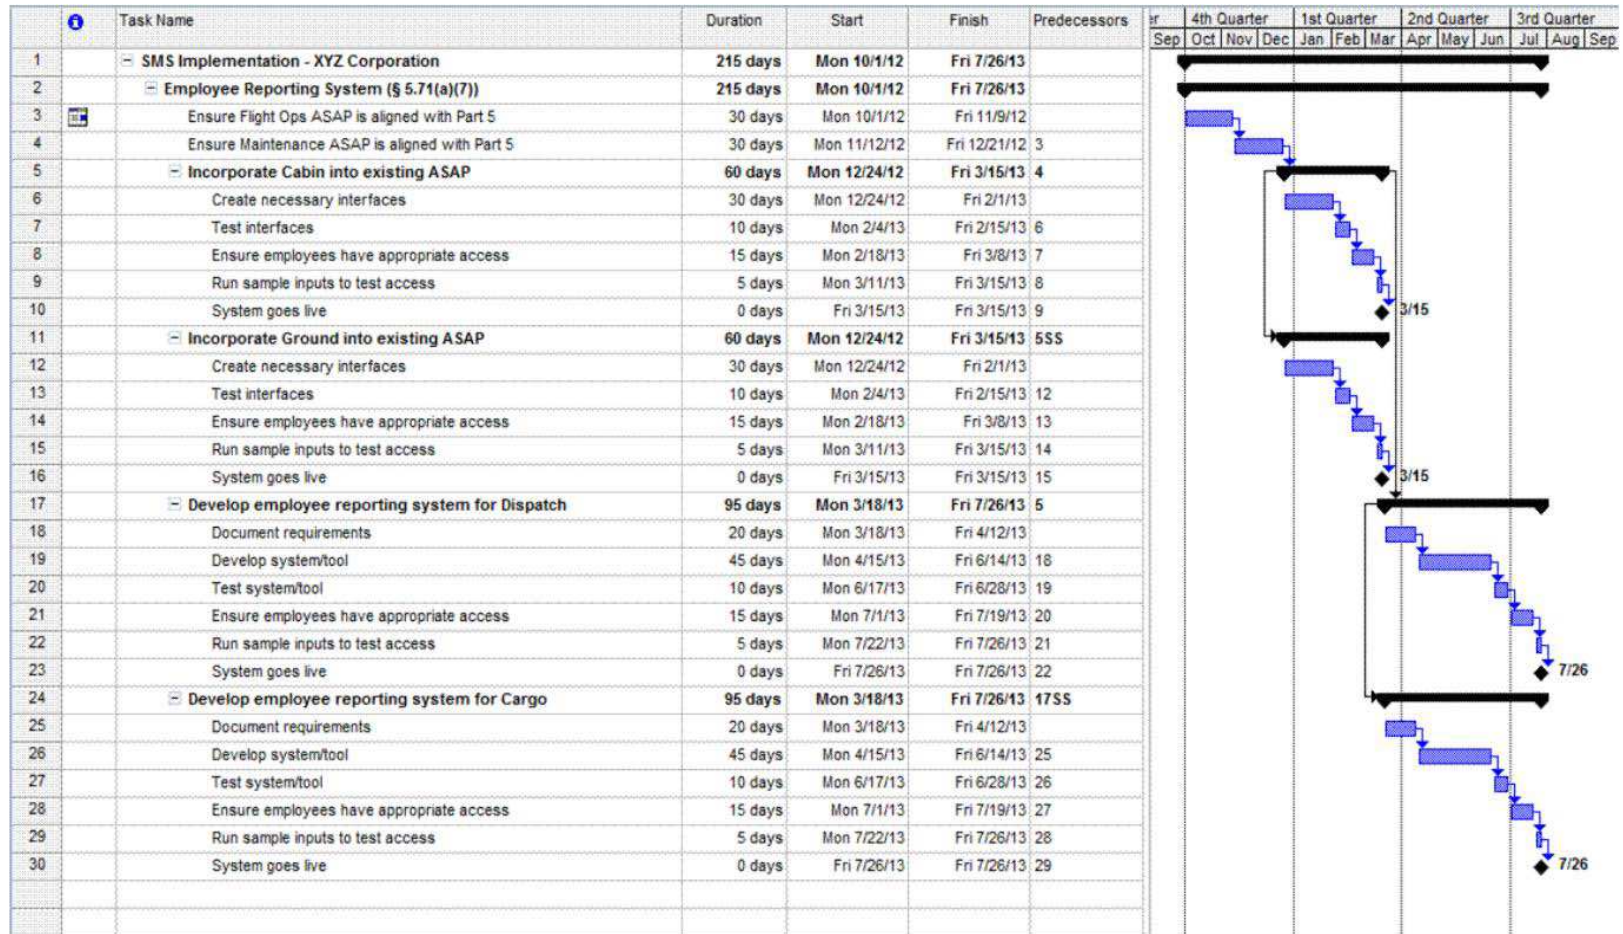 Task Name Duration Start Finish Predecessors er 4th Quarter 1st Quarter 2nd Quarter 3rd Quarter
Sep Oct Nov Dec Jan Feb Mar Apr May Jun Jul Aug Sep
1 SMS Implementation - XYZ Corporation 215 days Mon 10/1/12 Fri 7/26/13
2 Employee Reporting System (§ 5.71(a)(7)) 215 days Mon 10/1/12 Fri 7/26/13
3 Ensure Flight Ops ASAP is aligned with Part 5 30 days Mon 10/1/12 Fri 11/9/12
4 Ensure Maintenance ASAP is aligned with Part 5 30 days Mon 11/12/12 Fri 12/21/12 3
5 Incorporate Cabin into existing ASAP 60 days Mon 12/24/12 Fri 3/15/13 4
6 Create necessary interfaces 30 days Mon 12/24/12 Fri 2/1/13
7 Test interfaces 10 days Mon 2/4/13 Fri 2/15/13 6
8 Ensure employees have appropriate access 15 days Mon 2/18/13 Fri 3/8/13 7
9 Run sample inputs to test access 5 days Mon 3/11/13 Fri 3/15/13 8
10 System goes live 0 days Fri 3/15/13 Fri 3/15/13 9 3/15
11 Incorporate Ground into existing ASAP 60 days Mon 12/24/12 Fri 3/15/13 5SS
12 Create necessary interfaces 30 days Mon 12/24/12 Fri 2/1/13
13 Test interfaces 10 days Mon 2/4/13 Fri 2/15/13 12
14 Ensure employees have appropriate access 15 days Mon 2/18/13 Fri 3/8/13 13
15 Run sample inputs to test access 5 days Mon 3/11/13 Fri 3/15/13 14
16 System goes live 0 days Fri 3/15/13 Fri 3/15/13 15 3/15
17 Develop employee reporting system for Dispatch 95 days Mon 3/18/13 Fri 7/26/13 5
18 Document requirements 20 days Mon 3/18/13 Fri 4/12/13
19 Develop system/tool 45 days Mon 4/15/13 Fri 6/14/13 18
20 Test system/tool 10 days Mon 6/17/13 Fri 6/28/13 19
21 Ensure employees have appropriate access 15 days Mon 7/1/13 Fri 7/19/13 20
22 Run sample inputs to test access 5 days Mon 7/22/13 Fri 7/26/13 21
23 System goes live 0 days Fri 7/26/13 Fri 7/26/13 22 7/26
24 Develop employee reporting system for Cargo 95 days Mon 3/18/13 Fri 7/26/13 17SS
25 Document requirements 20 days Mon 3/18/13 Fri 4/12/13
26 Develop system/tool 45 days Mon 4/15/13 Fri 6/14/13 25
27 Test system/tool 10 days Mon 6/17/13 Fri 6/28/13 26
28 Ensure employees have appropriate access 15 days Mon 7/1/13 Fri 7/19/13 27
29 Run sample inputs to test access 5 days Mon 7/22/13 Fri 7/26/13 28
30 System goes live 0 days Fri 7/26/13 Fri 7/26/13 29 7/26